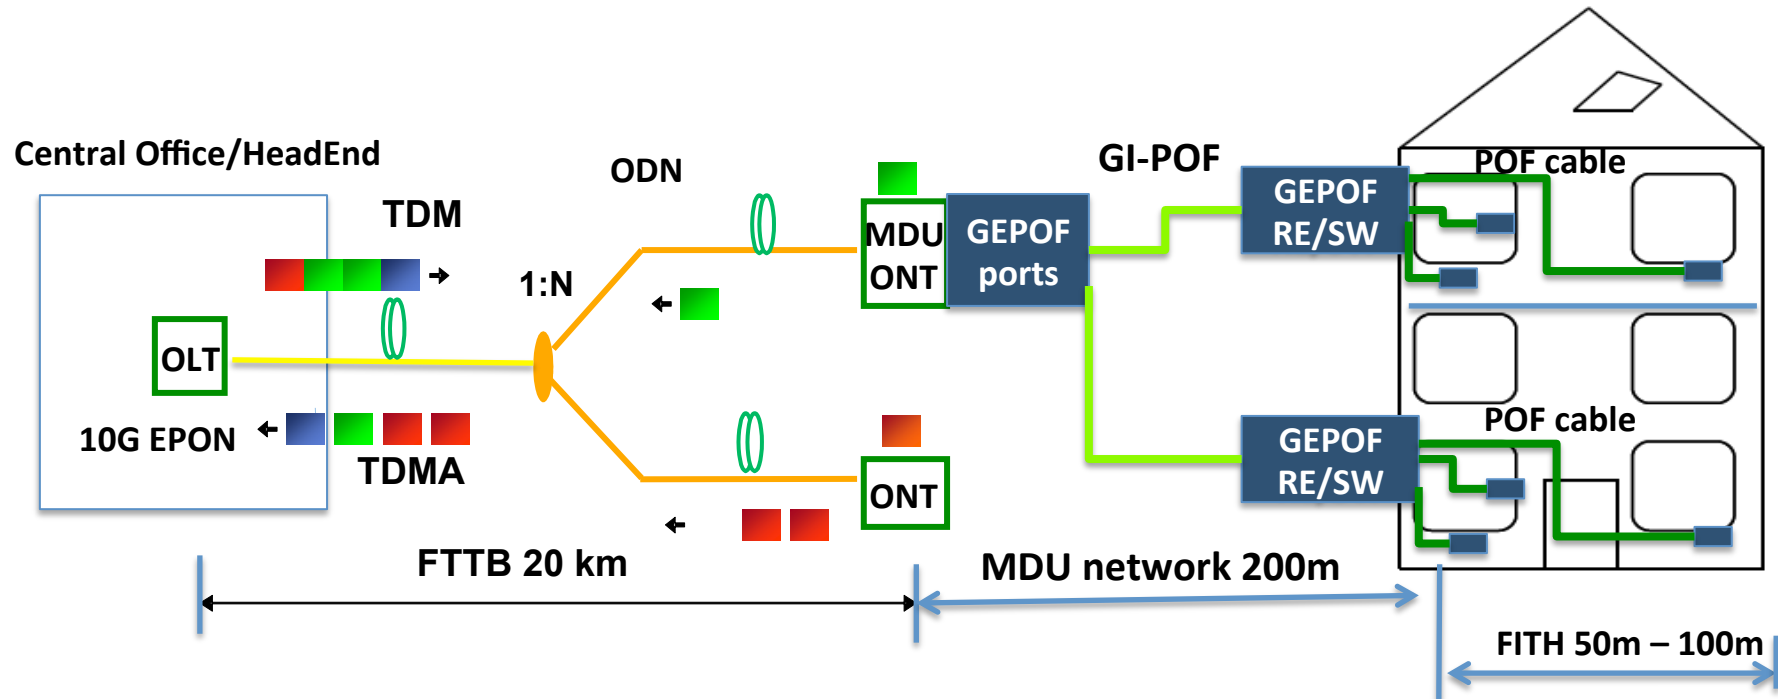 Central Office/HeadEnd
TDM
ODN
1:N
OLT
10G EPON
TDMA
MDU
ONT
GEPOF
ports
ONT
GI-POF
GEPOF
RE/SW
POF cable
GEPOF
RE/SW
POF cable
FTTB 20 km
MDU network 200m
FITH 50m – 100m